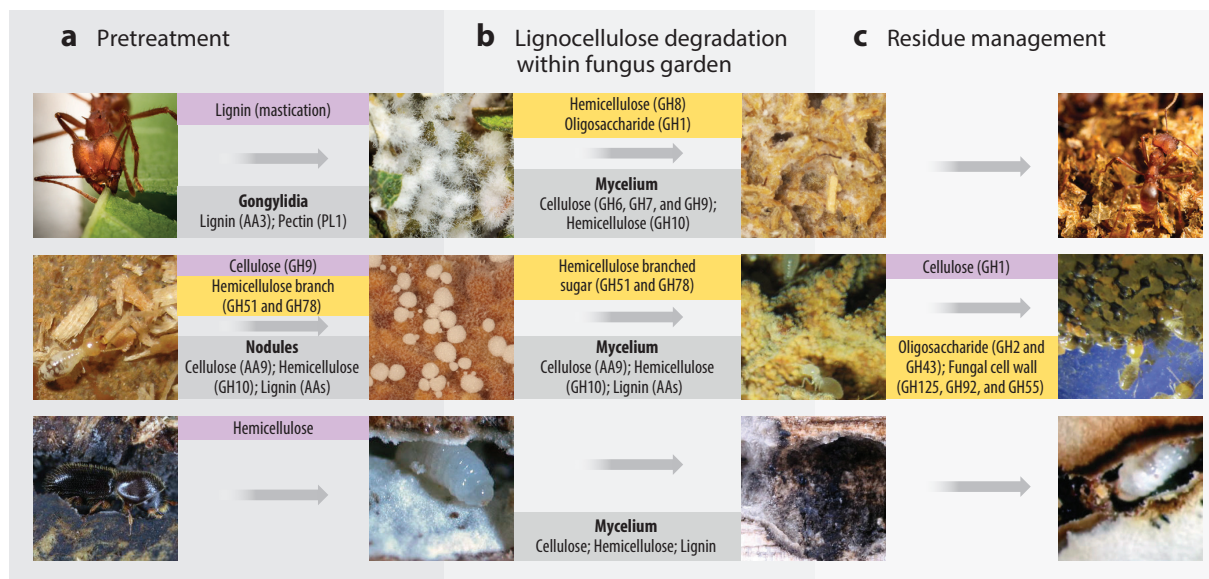 a Pretreatment
b Lignocellulose degradation
within fungus garden
c Residue management
Lignin (mastication)
Gongylidia
Lignin (AA3); Pectin (PL1)
Hemicellulose (GH8)
Oligosaccharide (GH1)
Mycelium
Cellulose (GH6, GH7, and GH9);
Hemicellulose (GH10)
Cellulose (GH9)
Hemicellulose branch
(GH51 and GH78)
Nodules
Cellulose (AA9); Hemicellulose
(GH10); Lignin (AAs)
Hemicellulose branched
sugar (GH51 and GH78)
Mycelium
Cellulose (AA9); Hemicellulose
(GH10); Lignin (AAs)
Cellulose (GH1)
Oligosaccharide (GH2 and
GH43); Fungal cell wall
(GH125, GH92, and GH55)
Hemicellulose
Mycelium
Cellulose; Hemicellulose; Lignin